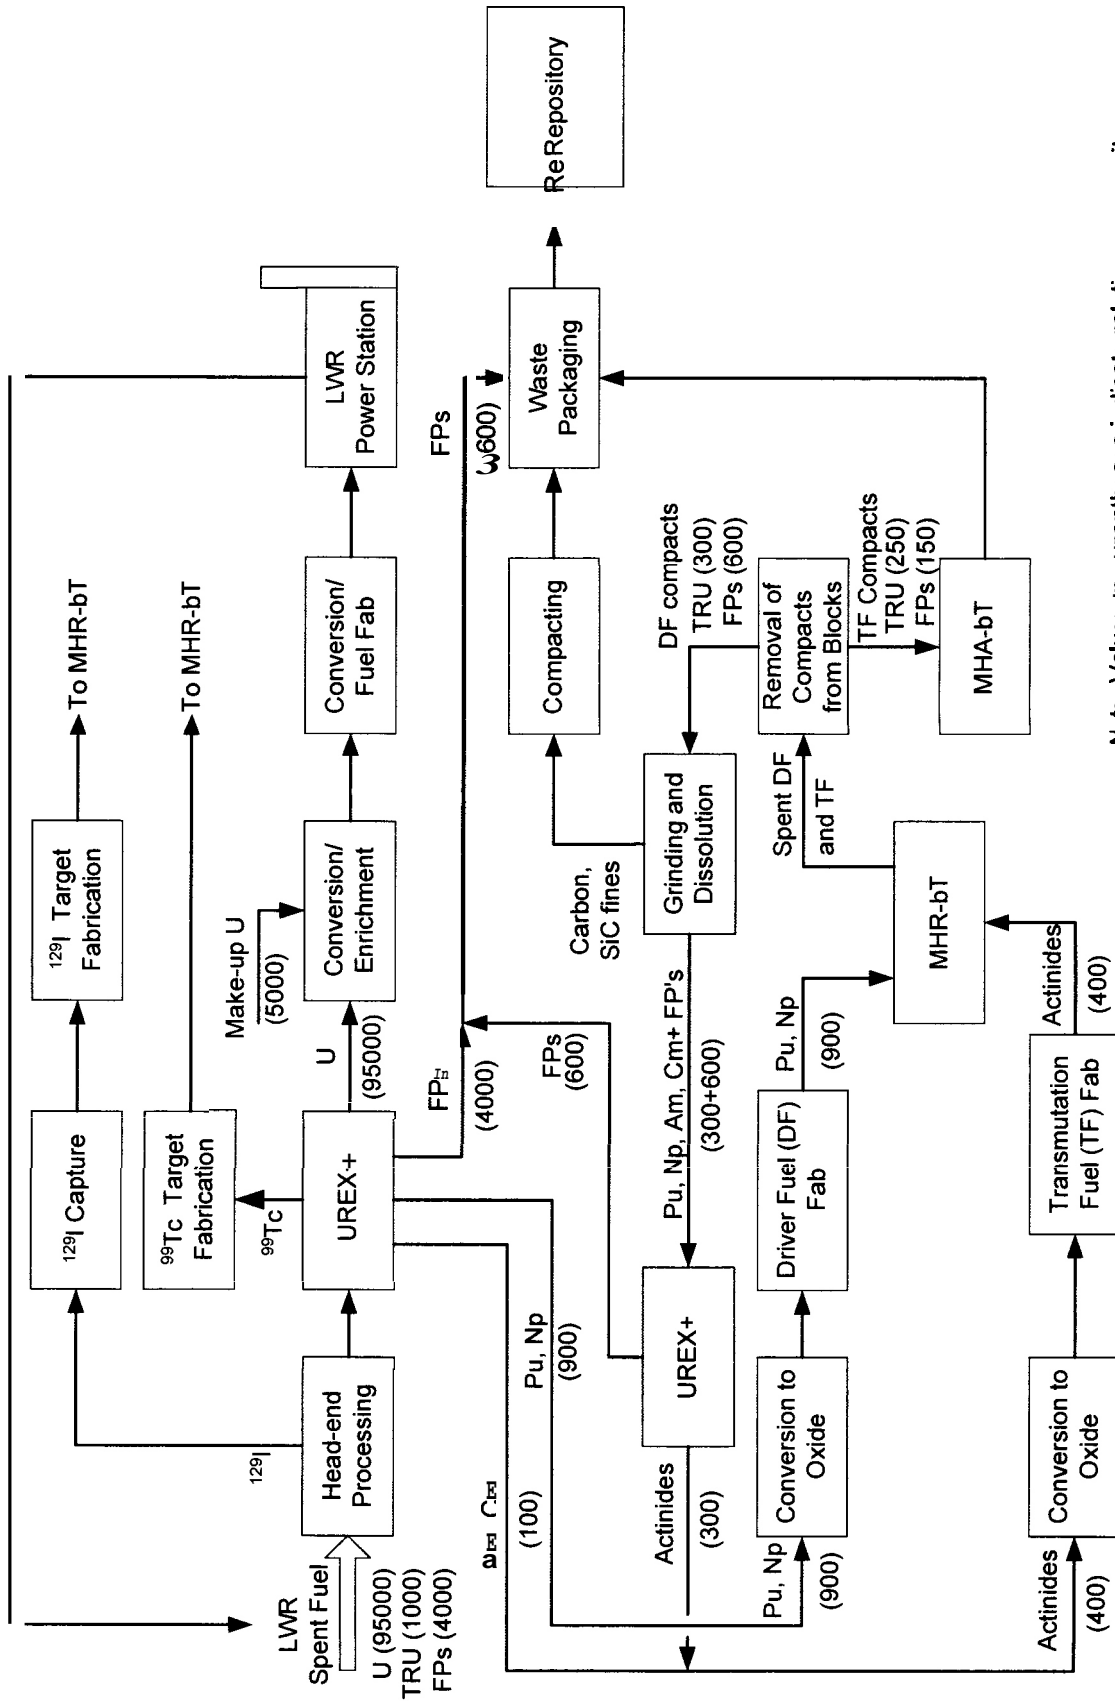 LWR
Spent Fuel
U (95000)
TRU (1000)
FPs (4000)
Head-end
Processing
129I
129I Capture
129I Target
Fabrication
To MHR-bT
99Tc
99Tc Target
Fabrication
To MHR-bT
UREX+
U
(95000)
Make-up U
(5000)
Conversion/
Enrichment
Conversion/
Fuel Fab
LWR
Power Station
FP
(4000)
FPs
600)
FPs
(600)
Pu, Np
(900)
(100)
Waste
Packaging
Re Repository
Compacting
Carbon,
SiC fines
Grinding and
Dissolution
DF compacts
TRU (300)
FPs (600)
Pu, Np, Am, Cm+ FP's
(300+600)
UREX+
Actinides
(300)
Pu, Np
(900)
Conversion to
Oxide
Driver Fuel (DF)
Fab
Pu, Np
(900)
MHR-bT
Spent DF
and TF
Removal of
Compacts
from Blocks
TF Compacts
TRU (250)
FPs (150)
MHA-bT
Actinides
(400)
Conversion to
Oxide
Transmutation
Fuel (TF) Fab
Actinides
(400)